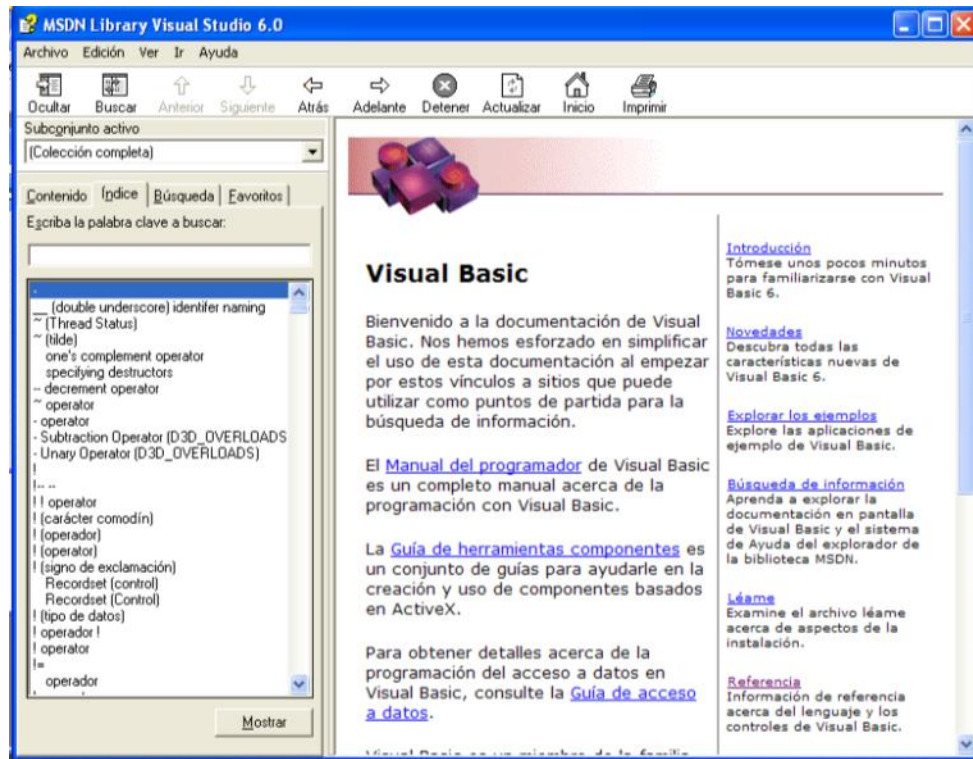 MSDN Library Visual Studio 6.0
Archivo Edición Ver Ir Ayuda
Ocultar Buscar Anterior Siguiente Atrás Adelante Detener Actualizar Inicio Imprimir
Subconjunto activo
(Colección completa)
Contenido Índice Búsqueda Favoritos
Escriba la palabra clave a buscar:
-
__ (double underscore) identifer naming
~ (Thread Status)
~ (tilde)
one's complement operator
specifying destructors
-- decrement operator
~ operator
- operator
- Subtraction Operator (D3D_OVERLOADS
- Unary Operator (D3D_OVERLOADS)
!
!-- --
! ! operator
! (carácter comodín)
! (operador)
! (operator)
! (signo de exclamación)
Recordset (control)
Recordset (Control)
! (tipo de datos)
! operador !
! operator
!=
operador
Mostrar
Visual Basic
Bienvenido a la documentación de Visual
Basic. Nos hemos esforzado en simplificar
el uso de esta documentación al empezar
por estos vínculos a sitios que puede
utilizar como puntos de partida para la
búsqueda de información.
El Manual del programador de Visual Basic
es un completo manual acerca de la
programación con Visual Basic.
La Guía de herramientas componentes es
un conjunto de guías para ayudarle en la
creación y uso de componentes basados
en ActiveX.
Para obtener detalles acerca de la
programación del acceso a datos en
Visual Basic, consulte la Guía de acceso
a datos.
Visual Basic es un miembro de la familia
Introducción
Tómese unos pocos minutos
para familiarizarse con Visual
Basic 6.
Novedades
Descubra todas las
características nuevas de
Visual Basic 6.
Explorar los ejemplos
Explore las aplicaciones de
ejemplo de Visual Basic.
Búsqueda de información
Aprenda a explorar la
documentación en pantalla
de Visual Basic y el sistema
de Ayuda del explorador de
la biblioteca MSDN.
Léame
Examine el archivo léame
acerca de aspectos de la
instalación.
Referencia
Información de referencia
acerca del lenguaje y los
controles de Visual Basic.